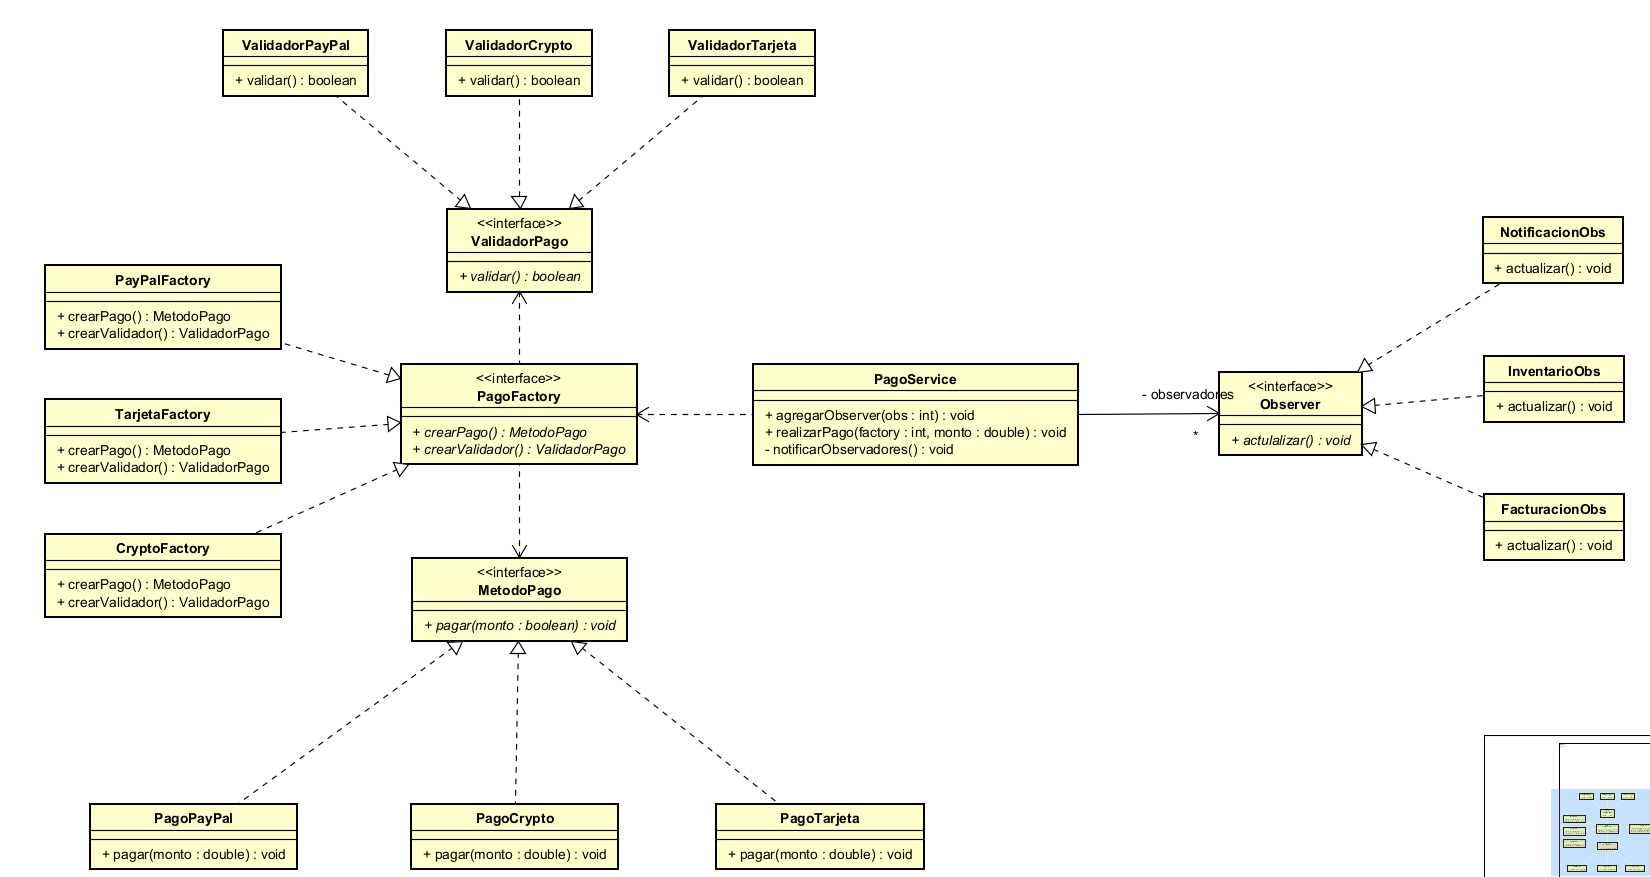 ValidadorPayPal
+ validar() : boolean
ValidadorCrypto
+ validar() : boolean
ValidadorTarjeta
+ validar() : boolean
<<interface>>
ValidadorPago
+ validar() : boolean
PayPalFactory
+ crearPago() : MetodoPago
+ crearValidador() : ValidadorPago
TarjetaFactory
+ crearPago() : MetodoPago
+ crearValidador() : ValidadorPago
CryptoFactory
+ crearPago() : MetodoPago
+ crearValidador() : ValidadorPago
<<interface>>
PagoFactory
+ crearPago() : MetodoPago
+ crearValidador() : ValidadorPago
PagoService
+ agregarObserver(obs : int) : void
+ realizarPago(factory : int, monto : double) : void
- notificarObservadores() : void
- observadores
*
<<interface>>
Observer
+ actulalizar() : void
NotificacionObs
+ actualizar() : void
InventarioObs
+ actualizar() : void
FacturacionObs
+ actualizar() : void
<<interface>>
MetodoPago
+ pagar(monto : boolean) : void
PagoPayPal
+ pagar(monto : double) : void
PagoCrypto
+ pagar(monto : double) : void
PagoTarjeta
+ pagar(monto : double) : void